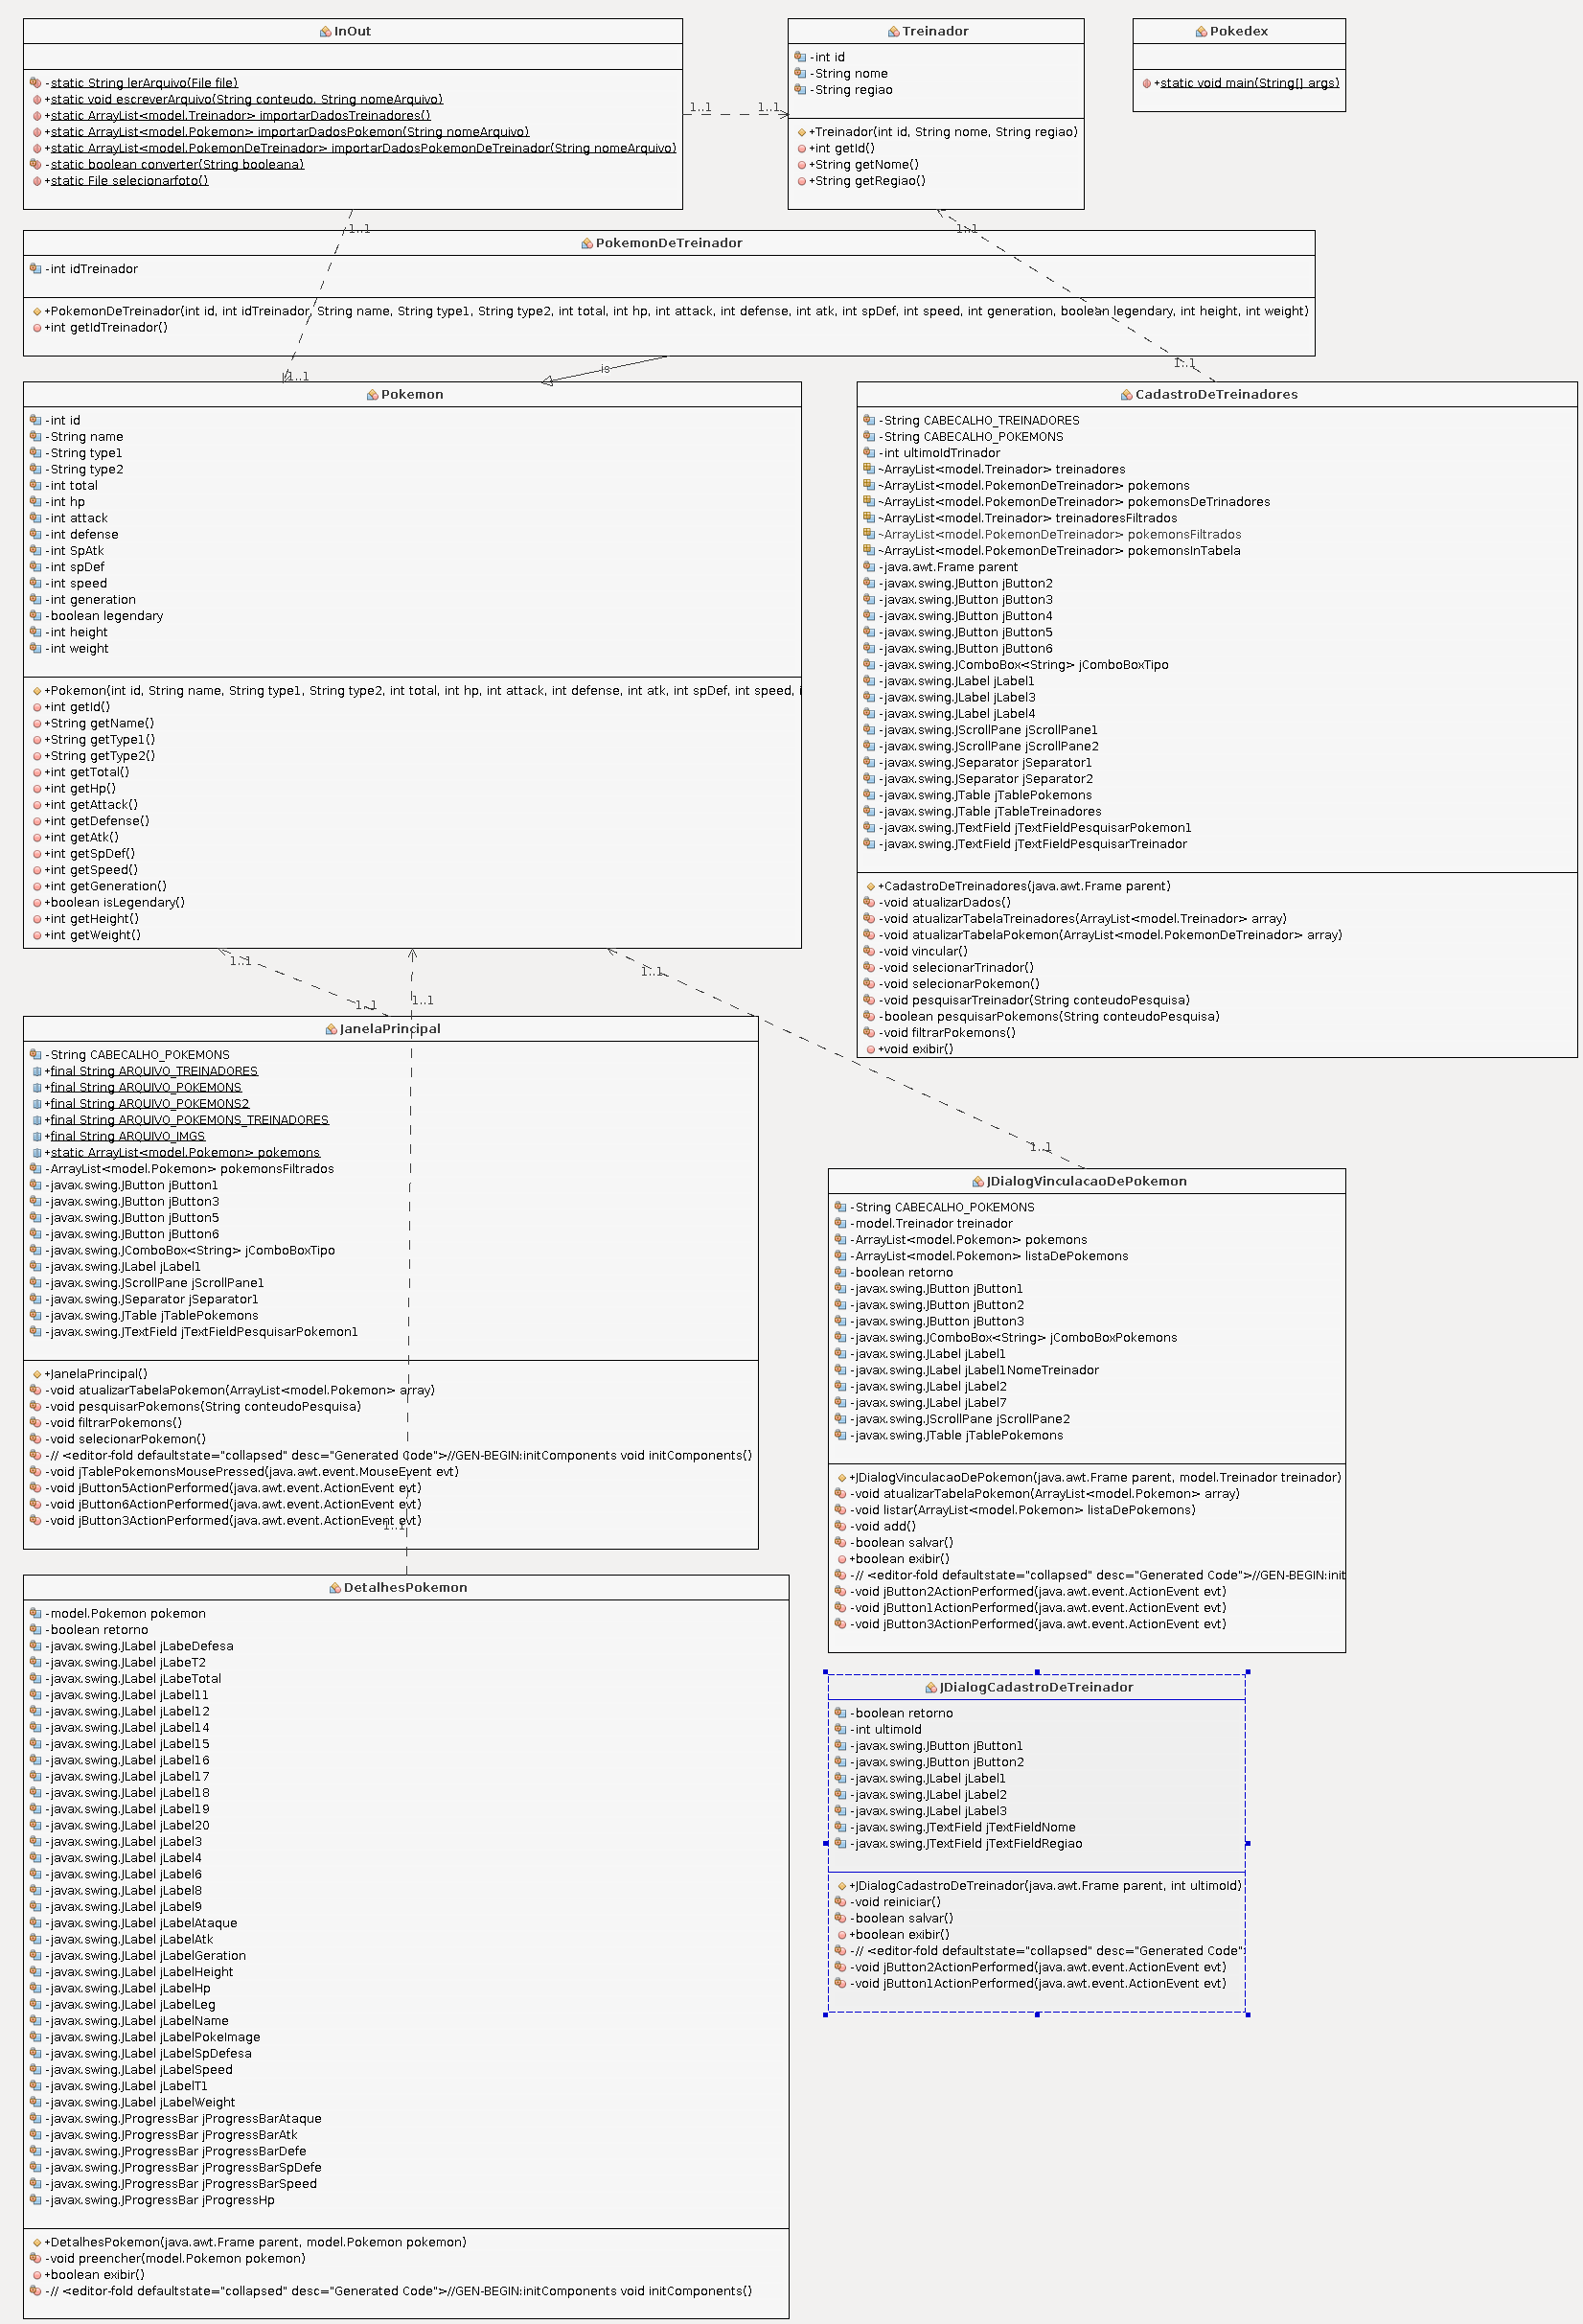 InOut
-static String lerArquivo(File file)
+static void escreverArquivo(String conteudo, String nomeArquivo)
+static ArrayList<model.Treinador> importarDadosTreinadores()
+static ArrayList<model.Pokemon> importarDadosPokemon(String nomeArquivo)
+static ArrayList<model.PokemonDeTreinador> importarDadosPokemonDeTreinador(String nomeArquivo)
-static boolean converter(String booleana)
+static File selecionarfoto()
1..1
1..1
Treinador
-int id
-String nome
-String regiao
+Treinador(int id, String nome, String regiao)
+int getId()
+String getNome()
+String getRegiao()
Pokedex
+static void main(String[] args)
1..1
1..1
PokemonDeTreinador
-int idTreinador
+PokemonDeTreinador(int id, int idTreinador, String name, String type1, String type2, int total, int hp, int attack, int defense, int atk, int spDef, int speed, int generation, boolean legendary, int height, int weight)
+int getIdTreinador()
1..1
is
1..1
Pokemon
-int id
-String name
-String type1
-String type2
-int total
-int hp
-int attack
-int defense
-int SpAtk
-int spDef
-int speed
-int generation
-boolean legendary
-int height
-int weight
+Pokemon(int id, String name, String type1, String type2, int total, int hp, int attack, int defense, int atk, int spDef, int speed, i
+int getId()
+String getName()
+String getType1()
+String getType2()
+int getTotal()
+int getHp()
+int getAttack()
+int getDefense()
+int getAtk()
+int getSpDef()
+int getSpeed()
+int getGeneration()
+boolean isLegendary()
+int getHeight()
+int getWeight()
CadastroDeTreinadores
-String CABECALHO_TREINADORES
-String CABECALHO_POKEMONS
-int ultimoIdTrinador
~ArrayList<model.Treinador> treinadores
~ArrayList<model.PokemonDeTreinador> pokemons
~ArrayList<model.PokemonDeTreinador> pokemonsDeTrinadores
~ArrayList<model.Treinador> treinadoresFiltrados
~ArrayList<model.PokemonDeTreinador> pokemonsFiltrados
~ArrayList<model.PokemonDeTreinador> pokemonsInTabela
-java.awt.Frame parent
-javax.swing.JButton jButton2
-javax.swing.JButton jButton3
-javax.swing.JButton jButton4
-javax.swing.JButton jButton5
-javax.swing.JButton jButton6
-javax.swing.JComboBox<String> jComboBoxTipo
-javax.swing.JLabel jLabel1
-javax.swing.JLabel jLabel3
-javax.swing.JLabel jLabel4
-javax.swing.JScrollPane jScrollPane1
-javax.swing.JScrollPane jScrollPane2
-javax.swing.JSeparator jSeparator1
-javax.swing.JSeparator jSeparator2
-javax.swing.JTable jTablePokemons
-javax.swing.JTable jTableTreinadores
-javax.swing.JTextField jTextFieldPesquisarPokemon1
-javax.swing.JTextField jTextFieldPesquisarTreinador
+CadastroDeTreinadores(java.awt.Frame parent)
-void atualizarDados()
-void atualizarTabelaTreinadores(ArrayList<model.Treinador> array)
-void atualizarTabelaPokemon(ArrayList<model.PokemonDeTreinador> array)
-void vincular()
-void selecionarTrinador()
-void selecionarPokemon()
-void pesquisarTreinador(String conteudoPesquisa)
-boolean pesquisarPokemons(String conteudoPesquisa)
-void filtrarPokemons()
+void exibir()
1..1
1..1
1..1
1..1
JanelaPrincipal
-String CABECALHO_POKEMONS
+final String ARQUIVO_TREINADORES
+final String ARQUIVO_POKEMONS
+final String ARQUIVO_POKEMONS2
+final String ARQUIVO_POKEMONS_TREINADORES
+final String ARQUIVO_IMGS
+static ArrayList<model.Pokemon> pokemons
-ArrayList<model.Pokemon> pokemonsFiltrados
-javax.swing.JButton jButton1
-javax.swing.JButton jButton3
-javax.swing.JButton jButton5
-javax.swing.JButton jButton6
-javax.swing.JComboBox<String> jComboBoxTipo
-javax.swing.JLabel jLabel1
-javax.swing.JScrollPane jScrollPane1
-javax.swing.JSeparator jSeparator1
-javax.swing.JTable jTablePokemons
-javax.swing.JTextField jTextFieldPesquisarPokemon1
+JanelaPrincipal()
-void atualizarTabelaPokemon(ArrayList<model.Pokemon> array)
-void pesquisarPokemons(String conteudoPesquisa)
-void filtrarPokemons()
-void selecionarPokemon()
-// <editor-fold defaultstate="collapsed" desc="Generated Code">//GEN-BEGIN:initComponents void initComponents()
-void jTablePokemonsMousePressed(java.awt.event.MouseEvent evt)
-void jButton5ActionPerformed(java.awt.event.ActionEvent evt)
-void jButton6ActionPerformed(java.awt.event.ActionEvent evt)
-void jButton3ActionPerformed(java.awt.event.ActionEvent evt)
1..1
1..1
JDialogVinculacaoDePokemon
-String CABECALHO_POKEMONS
-model.Treinador treinador
-ArrayList<model.Pokemon> pokemons
-ArrayList<model.Pokemon> listaDePokemons
-boolean retorno
-javax.swing.JButton jButton1
-javax.swing.JButton jButton2
-javax.swing.JButton jButton3
-javax.swing.JComboBox<String> jComboBoxPokemons
-javax.swing.JLabel jLabel1
-javax.swing.JLabel jLabel1NomeTreinador
-javax.swing.JLabel jLabel2
-javax.swing.JLabel jLabel7
-javax.swing.JScrollPane jScrollPane2
-javax.swing.JTable jTablePokemons
+JDialogVinculacaoDePokemon(java.awt.Frame parent, model.Treinador treinador)
-void atualizarTabelaPokemon(ArrayList<model.Pokemon> array)
-void listar(ArrayList<model.Pokemon> listaDePokemons)
-void add()
-boolean salvar()
+boolean exibir()
-// <editor-fold defaultstate="collapsed" desc="Generated Code">//GEN-BEGIN:init
-void jButton2ActionPerformed(java.awt.event.ActionEvent evt)
-void jButton1ActionPerformed(java.awt.event.ActionEvent evt)
-void jButton3ActionPerformed(java.awt.event.ActionEvent evt)
DetalhesPokemon
-model.Pokemon pokemon
-boolean retorno
-javax.swing.JLabel jLabeDefesa
-javax.swing.JLabel jLabeT2
-javax.swing.JLabel jLabeTotal
-javax.swing.JLabel jLabel11
-javax.swing.JLabel jLabel12
-javax.swing.JLabel jLabel14
-javax.swing.JLabel jLabel15
-javax.swing.JLabel jLabel16
-javax.swing.JLabel jLabel17
-javax.swing.JLabel jLabel18
-javax.swing.JLabel jLabel19
-javax.swing.JLabel jLabel20
-javax.swing.JLabel jLabel3
-javax.swing.JLabel jLabel4
-javax.swing.JLabel jLabel6
-javax.swing.JLabel jLabel8
-javax.swing.JLabel jLabel9
-javax.swing.JLabel jLabelAtaque
-javax.swing.JLabel jLabelAtk
-javax.swing.JLabel jLabelGeration
-javax.swing.JLabel jLabelHeight
-javax.swing.JLabel jLabelHp
-javax.swing.JLabel jLabelLeg
-javax.swing.JLabel jLabelName
-javax.swing.JLabel jLabelPokeImage
-javax.swing.JLabel jLabelSpDefesa
-javax.swing.JLabel jLabelSpeed
-javax.swing.JLabel jLabelT1
-javax.swing.JLabel jLabelWeight
-javax.swing.JProgressBar jProgressBarAtaque
-javax.swing.JProgressBar jProgressBarAtk
-javax.swing.JProgressBar jProgressBarDefe
-javax.swing.JProgressBar jProgressBarSpDefe
-javax.swing.JProgressBar jProgressBarSpeed
-javax.swing.JProgressBar jProgressHp
+DetalhesPokemon(java.awt.Frame parent, model.Pokemon pokemon)
-void preencher(model.Pokemon pokemon)
+boolean exibir()
-// <editor-fold defaultstate="collapsed" desc="Generated Code">//GEN-BEGIN:initComponents void initComponents()
JDialogCadastroDeTreinador
-boolean retorno
-int ultimoId
-javax.swing.JButton jButton1
-javax.swing.JButton jButton2
-javax.swing.JLabel jLabel1
-javax.swing.JLabel jLabel2
-javax.swing.JLabel jLabel3
-javax.swing.JTextField jTextFieldNome
-javax.swing.JTextField jTextFieldRegiao
+JDialogCadastroDeTreinador(java.awt.Frame parent, int ultimoId)
-void reiniciar()
-boolean salvar()
+boolean exibir()
-// <editor-fold defaultstate="collapsed" desc="Generated Code"
-void jButton2ActionPerformed(java.awt.event.ActionEvent evt)
-void jButton1ActionPerformed(java.awt.event.ActionEvent evt)